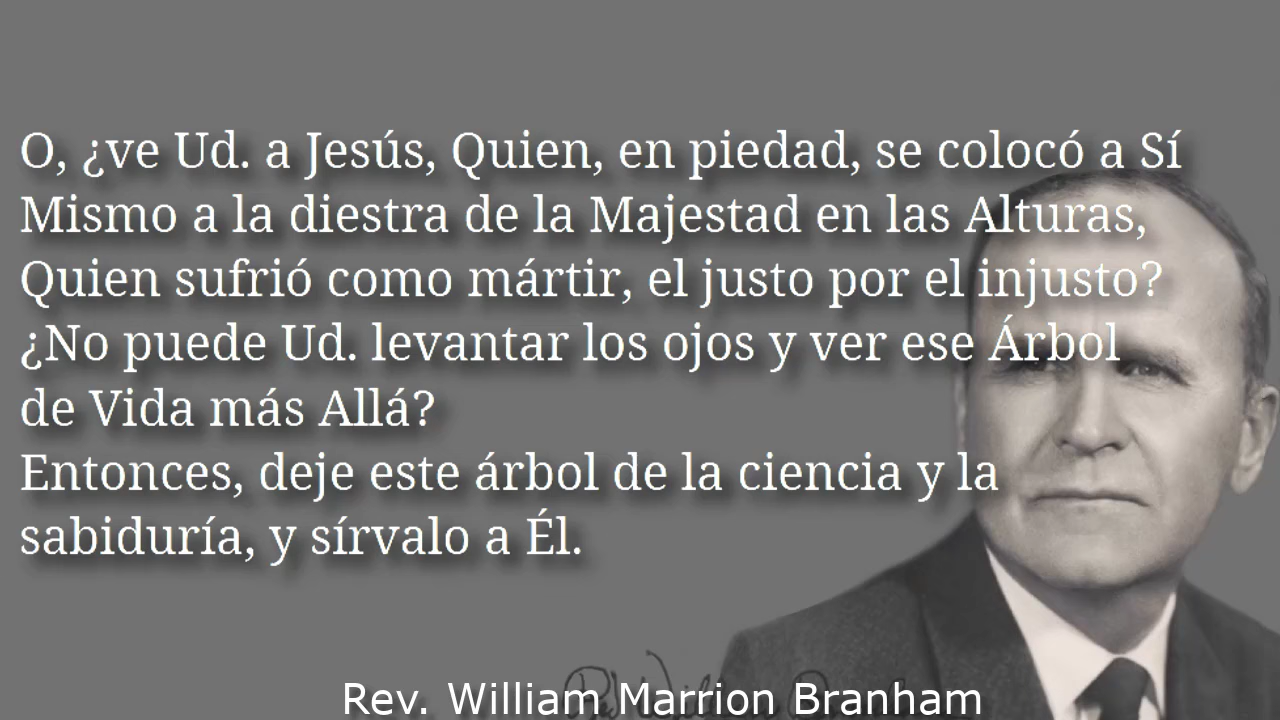 O, ¿ve Ud. a Jesús, Quien, en piedad, se colocó a Sí
Mismo a la diestra de la Majestad en las Alturas,
Quien sufrió como mártir, el justo por el injusto?
¿No puede Ud. levantar los ojos y ver ese Árbol
de Vida más Allá?
Entonces, deje este árbol de la ciencia y la
sabiduría, y sírvalo a Él.
Rev. William Marrion Branham